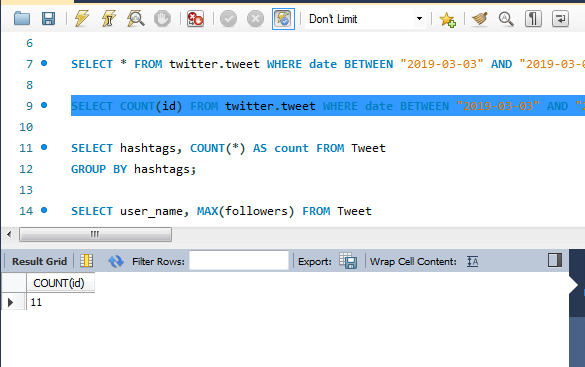 Don't Limit
6
7 SELECT * FROM twitter.tweet WHERE date BETWEEN "2019-03-03" AND "2019-03-
8
9 SELECT COUNT(id) FROM twitter.tweet WHERE date BETWEEN "2019-03-03" AND "
10
11 SELECT hashtags, COUNT(*) AS count FROM Tweet
12 GROUP BY hashtags;
13
14 SELECT user_name, MAX(followers) FROM Tweet
Result Grid Filter Rows: Export: Wrap Cell Content: IA
COUNT(id)
11